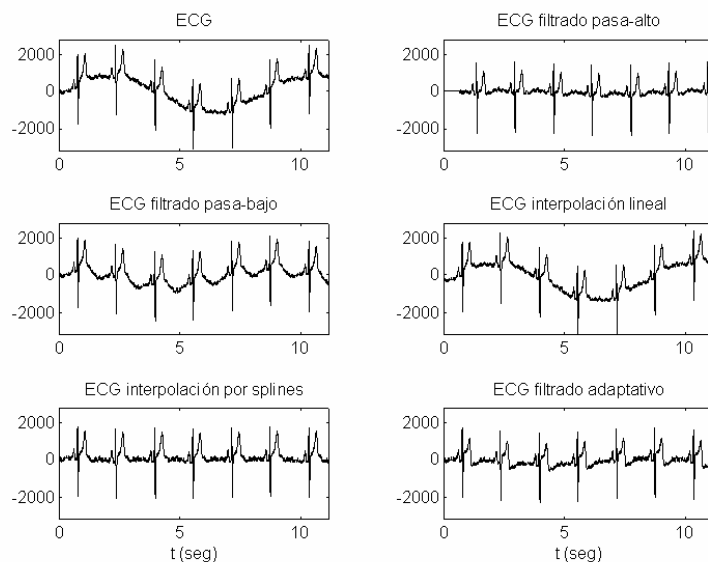 ECG
2000
0
-2000
0 5 10
ECG filtrado pasa-alto
2000
0
-2000
0 5 10
ECG filtrado pasa-bajo
2000
0
-2000
0 5 10
ECG interpolación lineal
2000
0
-2000
0 5 10
ECG interpolación por splines
2000
0
-2000
0 5 10
t (seg)
ECG filtrado adaptativo
2000
0
-2000
0 5 10
t (seg)